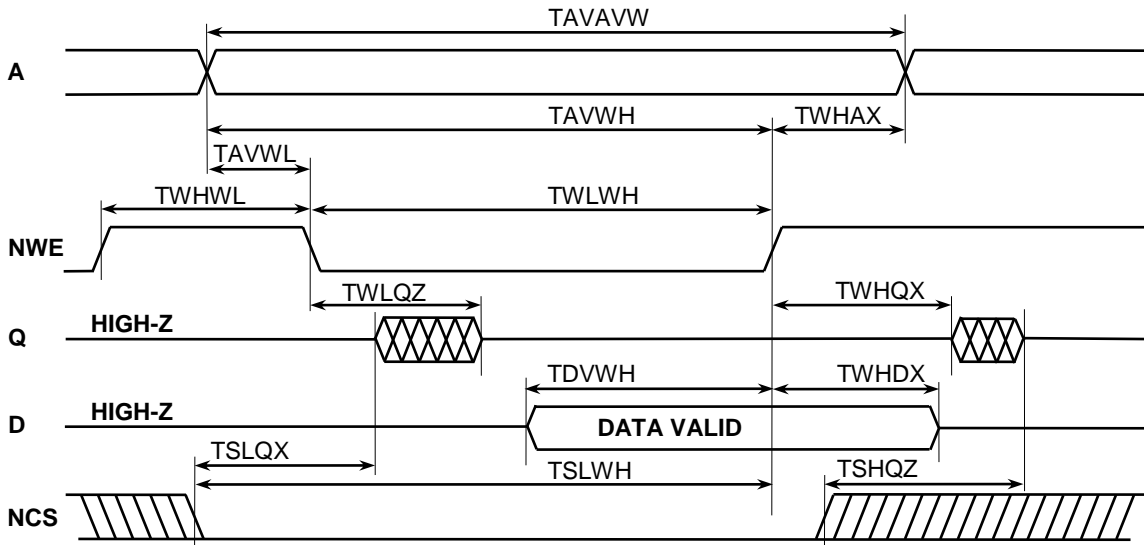 TAVAVW
A
TAVWH
TWHAX
TAVWL
TWHWL
TWLWH
NWE
TWLQZ
TWHQX
Q
HIGH-Z
TDVWH
TWHDX
D
HIGH-Z
DATA VALID
TSLQX
TSLWH
TSHQZ
NCS